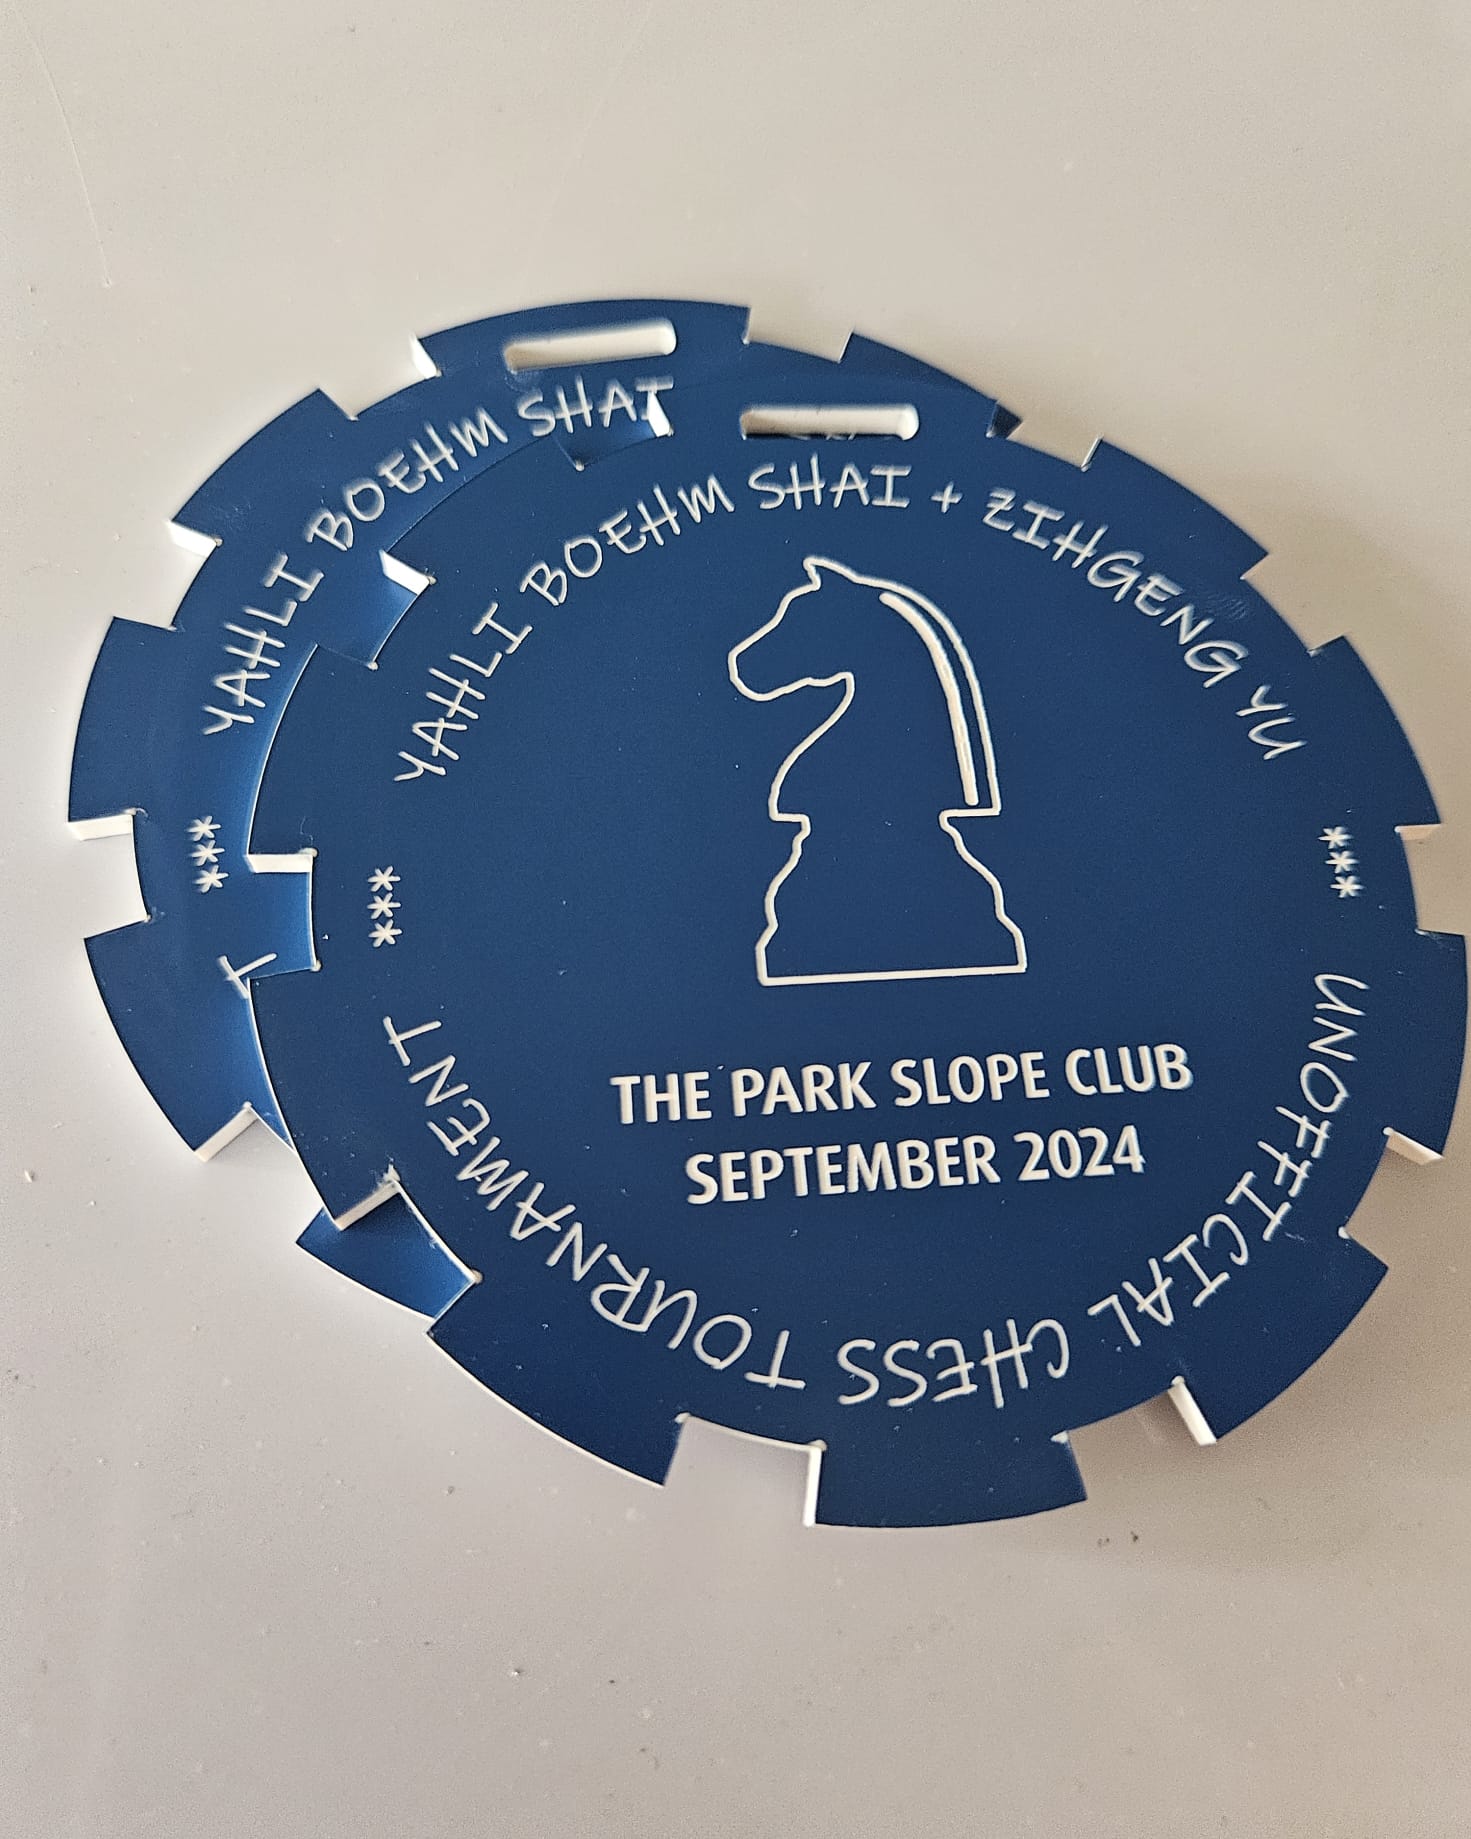 YAHLI BOEHM SHAI
***
T
YAHLI BOEHM SHAI + ZIHGENG YU
***
***
UNOFFICIAL CHESS TOURNAMENT
THE PARK SLOPE CLUB
SEPTEMBER 2024